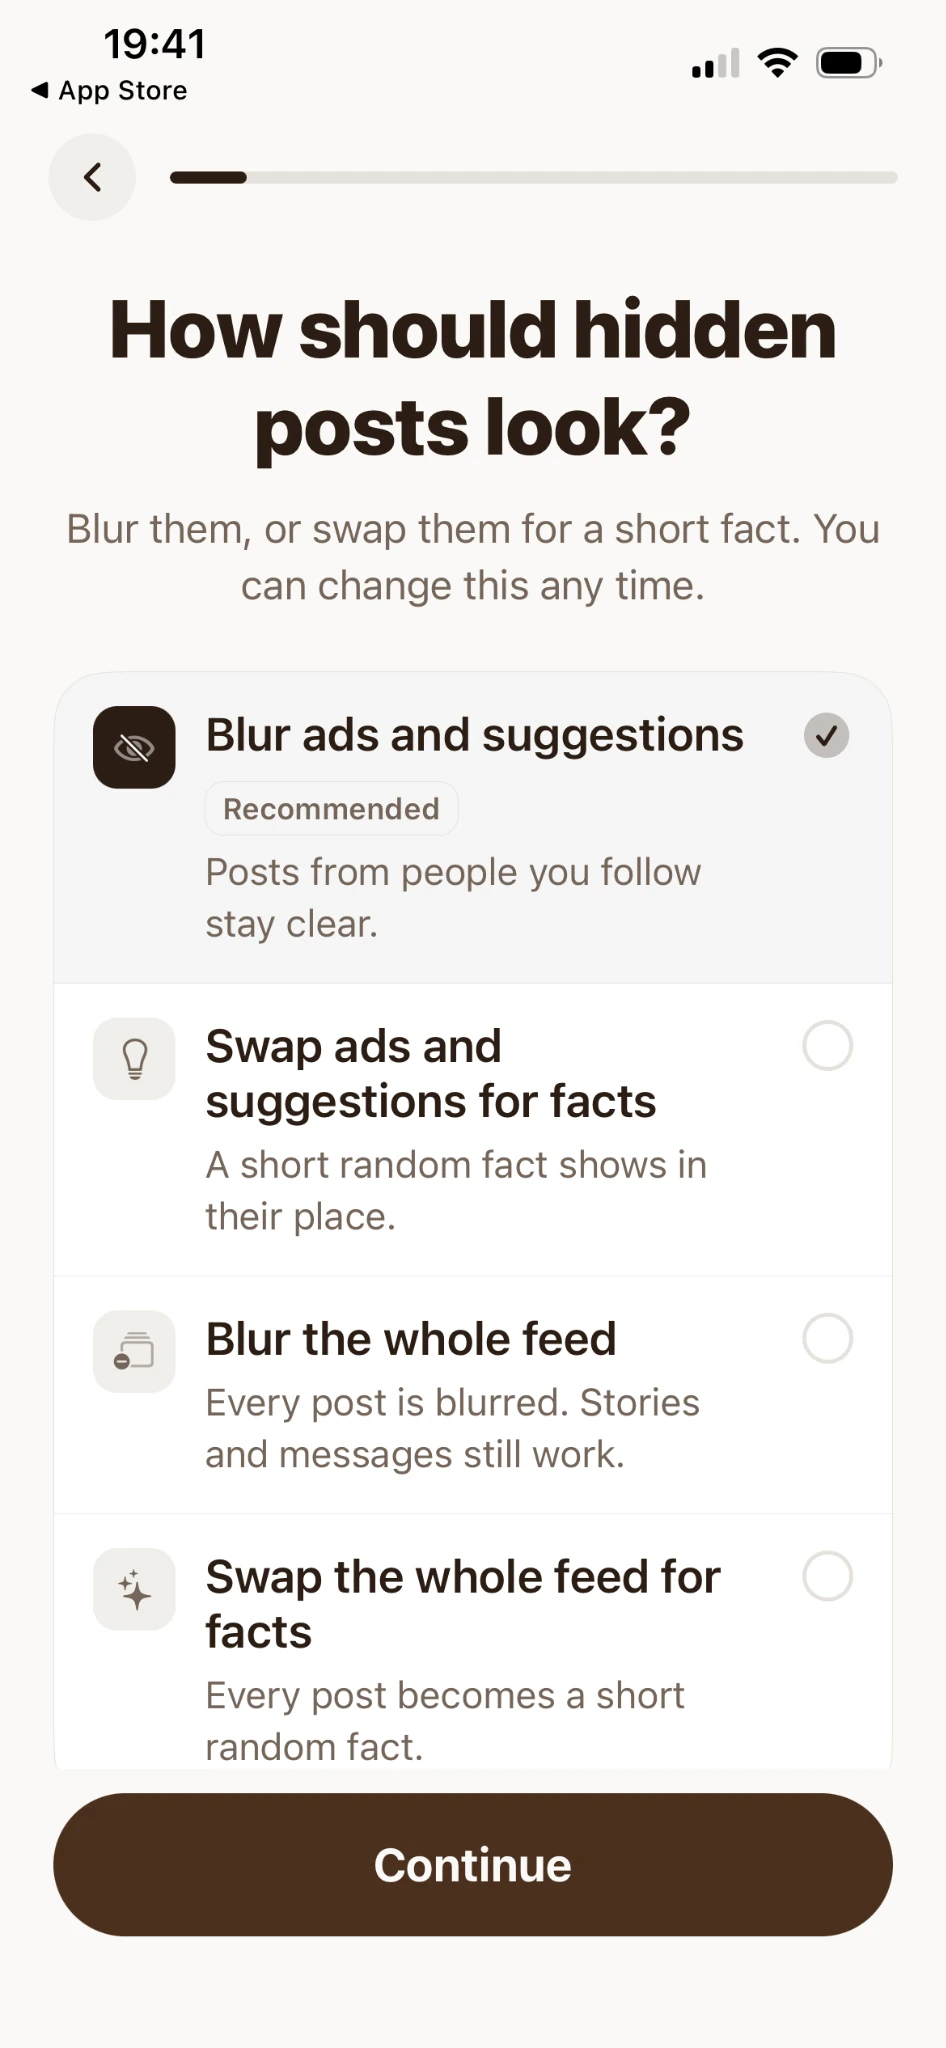 19:41
App Store
How should hidden
posts look?
Blur them, or swap them for a short fact. You
can change this any time.
Blur ads and suggestions
Recommended
Posts from people you follow
stay clear.
Swap ads and
suggestions for facts
A short random fact shows in
their place.
Blur the whole feed
Every post is blurred. Stories
and messages still work.
Swap the whole feed for
facts
Every post becomes a short
random fact.
Continue